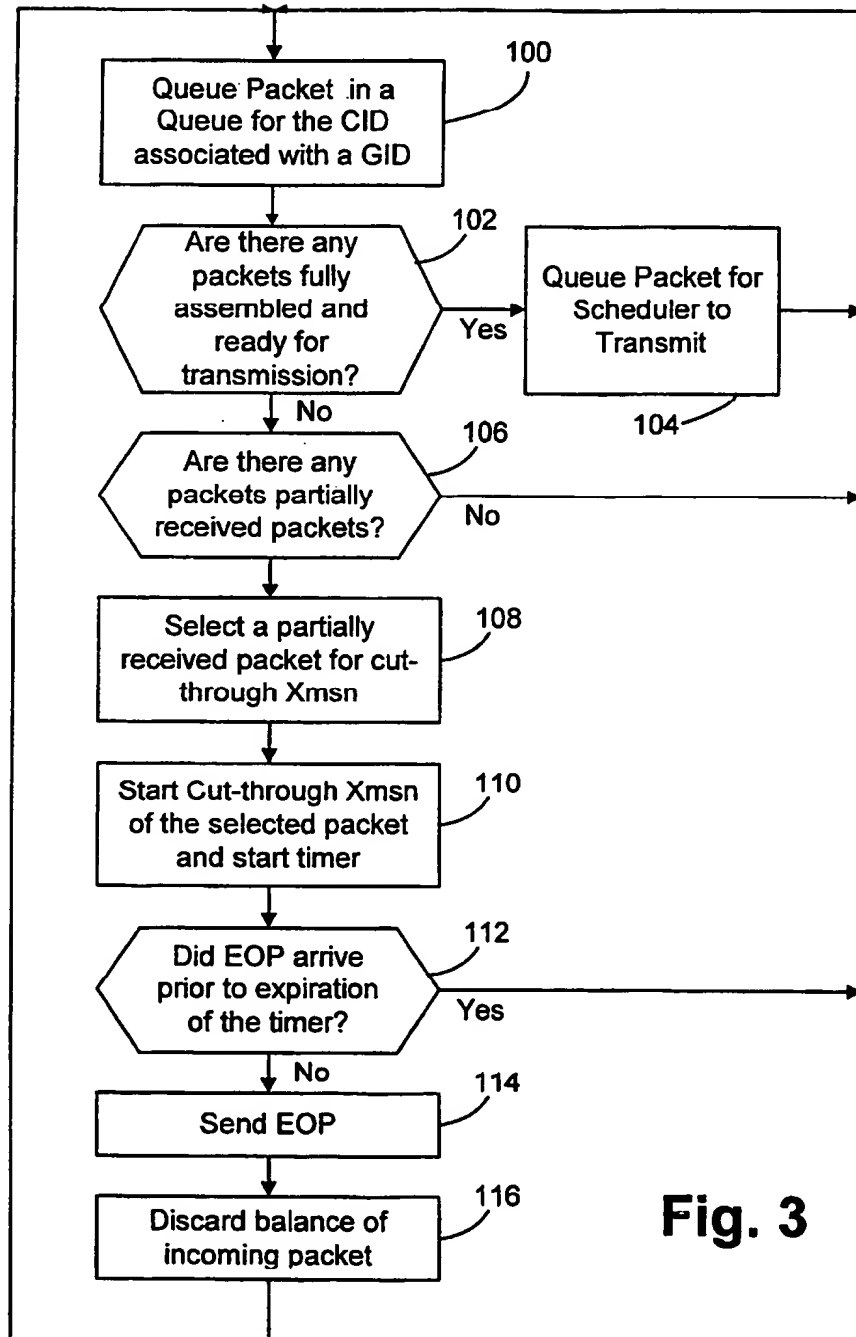 100
Queue Packet in a
Queue for the CID
associated with a GID
102
Are there any
packets fully
assembled and
ready for
transmission?
Yes
Queue Packet for
Scheduler to
Transmit
104
No
106
Are there any
packets partially
received packets?
No
Select a partially
received packet for cut-
through Xmsn
108
Start Cut-through Xmsn
of the selected packet
and start timer
110
Did EOP arrive
prior to expiration
of the timer?
112
Yes
No
Send EOP
114
Discard balance of
incoming packet
116
Fig. 3